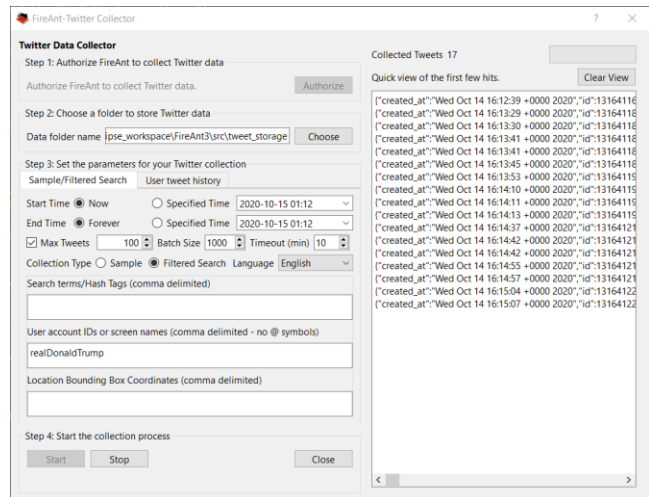 FireAnt-Twitter Collector
Twitter Data Collector
Step 1: Authorize FireAnt to collect Twitter data
Authorize FireAnt to collect Twitter data.
Authorize
Step 2: Choose a folder to store Twitter data
Data folder name
ipse_workspace\FireAnt3\src\tweet_storage
Choose
Step 3: Set the parameters for your Twitter collection
Sample/Filtered Search
User tweet history
Start Time Now Specified Time 2020-10-15 01:12
End Time Forever Specified Time 2020-10-15 01:12
Max Tweets 100 Batch Size 1000 Timeout (min) 10
Collection Type Sample Filtered Search Language English
Search terms/Hash Tags (comma delimited)
User account IDs or screen names (comma delimited - no @ symbols)
realDonaldTrump
Location Bounding Box Coordinates (comma delimited)
Step 4: Start the collection process
Start Stop Close
Collected Tweets 17
Quick view of the first few hits.
Clear View
{"created_at":"Wed Oct 14 16:12:39 +0000 2020","id":13164116
{"created_at":"Wed Oct 14 16:13:29 +0000 2020","id":13164118
{"created_at":"Wed Oct 14 16:13:30 +0000 2020","id":13164118
{"created_at":"Wed Oct 14 16:13:41 +0000 2020","id":13164118
{"created_at":"Wed Oct 14 16:13:41 +0000 2020","id":13164118
{"created_at":"Wed Oct 14 16:13:45 +0000 2020","id":13164118
{"created_at":"Wed Oct 14 16:13:53 +0000 2020","id":13164119
{"created_at":"Wed Oct 14 16:14:10 +0000 2020","id":13164119
{"created_at":"Wed Oct 14 16:14:11 +0000 2020","id":13164119
{"created_at":"Wed Oct 14 16:14:13 +0000 2020","id":13164119
{"created_at":"Wed Oct 14 16:14:37 +0000 2020","id":13164121
{"created_at":"Wed Oct 14 16:14:42 +0000 2020","id":13164121
{"created_at":"Wed Oct 14 16:14:42 +0000 2020","id":13164121
{"created_at":"Wed Oct 14 16:14:55 +0000 2020","id":13164121
{"created_at":"Wed Oct 14 16:14:57 +0000 2020","id":13164121
{"created_at":"Wed Oct 14 16:15:04 +0000 2020","id":13164122
{"created_at":"Wed Oct 14 16:15:07 +0000 2020","id":13164122